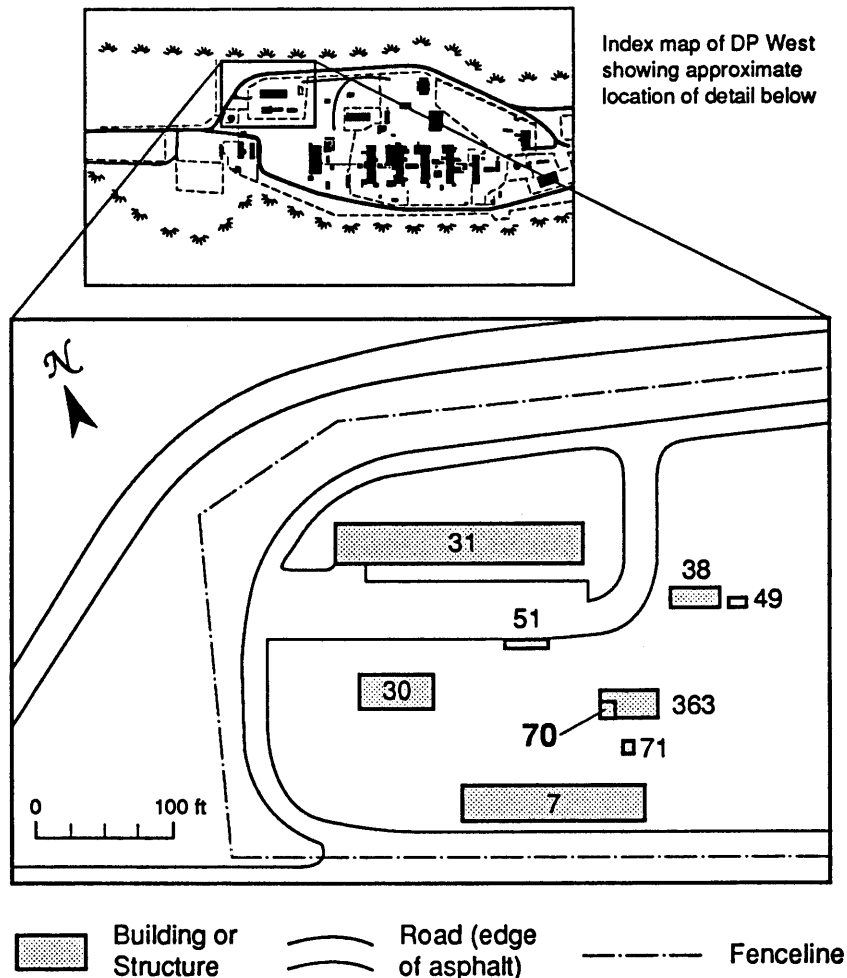 Index map of DP West
showing approximate
location of detail below
N
31
38
49
51
30
363
70
71
7
0 100 ft
Building or
Structure
Road (edge
of asphalt)
Fenceline